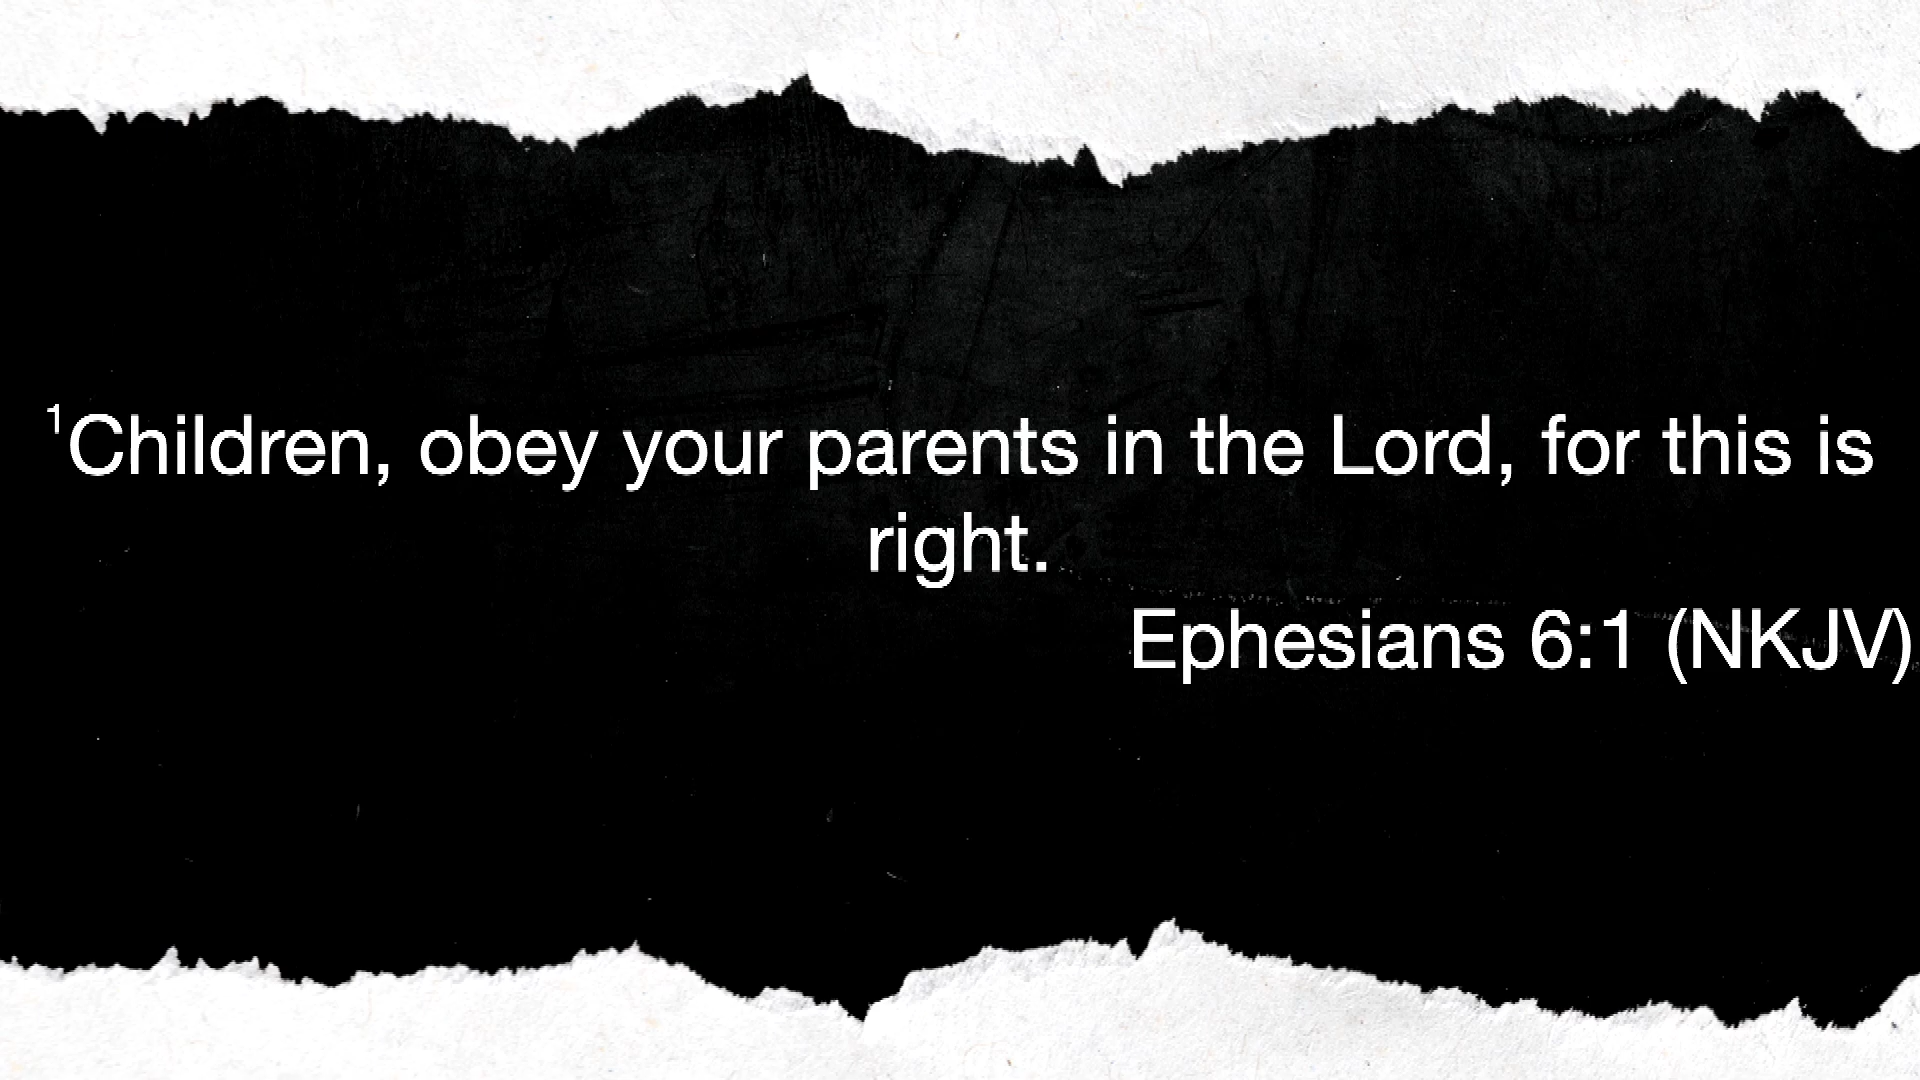 ¹Children, obey your parents in the Lord, for this is
right.
Ephesians 6:1 (NKJV)